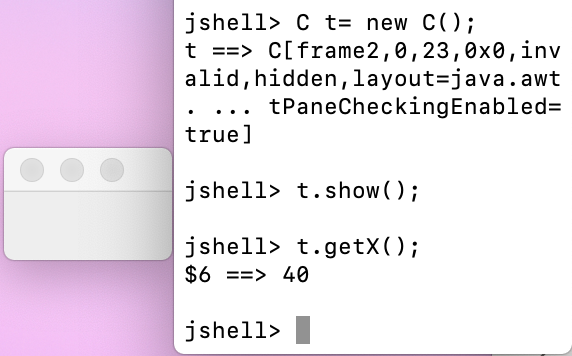 jshell> C t= new C();
t ==> C[frame2,0,23,0x0,inv
alid,hidden,layout=java.awt
. ... tPaneCheckingEnabled=
true]
jshell> t.show();
jshell> t.getX();
$6 ==> 40
jshell>